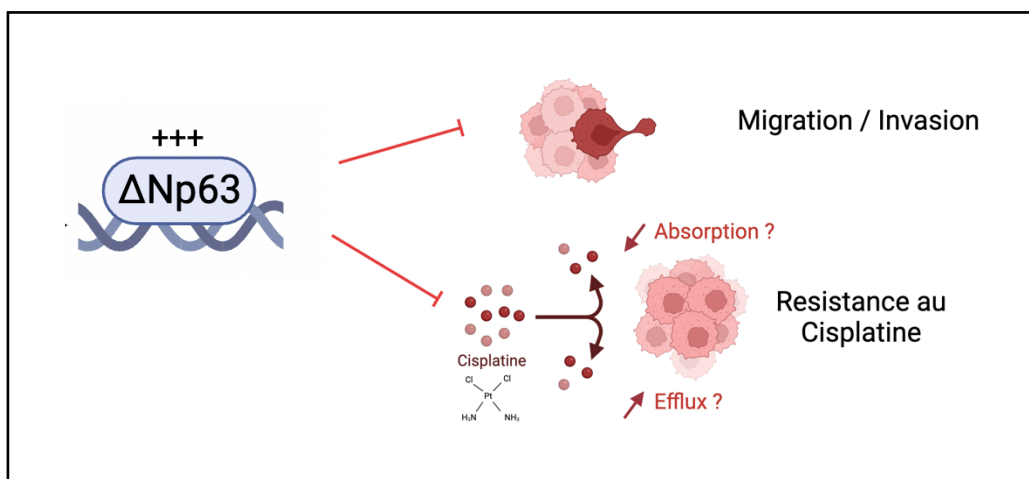 +++
ΔNp63
Migration / Invasion
Absorption ?
Resistance au
Cisplatine
Cisplatine
Cl
Cl
Pt
H₃N
NH₃
Efflux ?